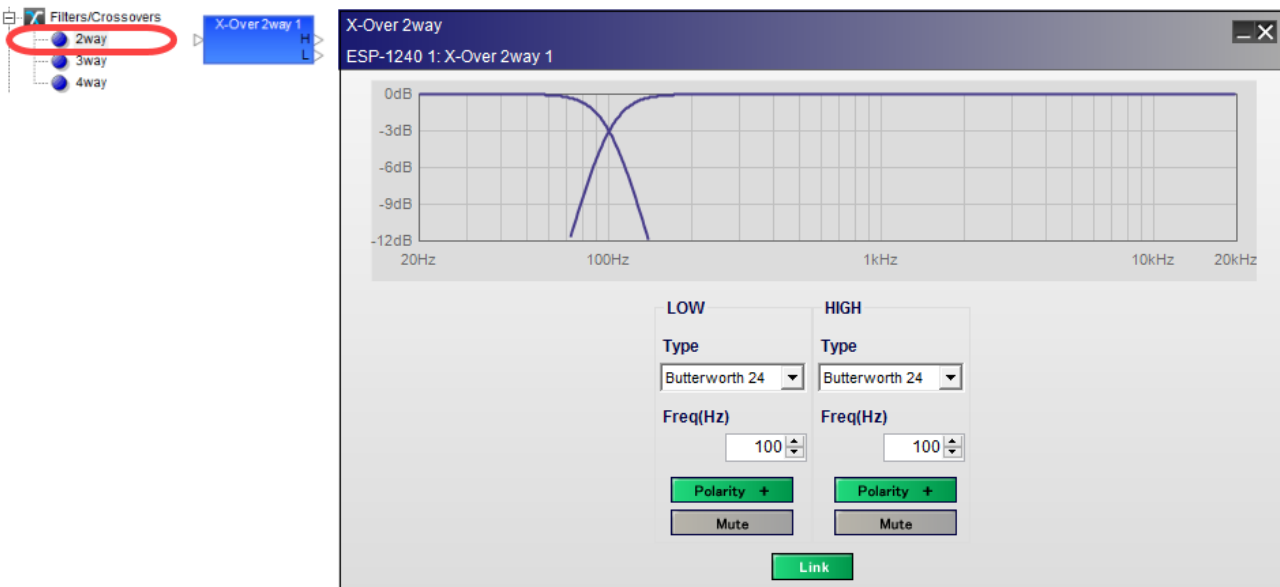 Filters/Crossovers
2way
3way
4way
X-Over 2way 1
H
L
X-Over 2way
ESP-1240 1: X-Over 2way 1
0dB
-3dB
-6dB
-9dB
-12dB
20Hz 100Hz 1kHz 10kHz 20kHz
LOW HIGH
Type Type
Butterworth 24 Butterworth 24
Freq(Hz) Freq(Hz)
100 100
Polarity + Polarity +
Mute Mute
Link